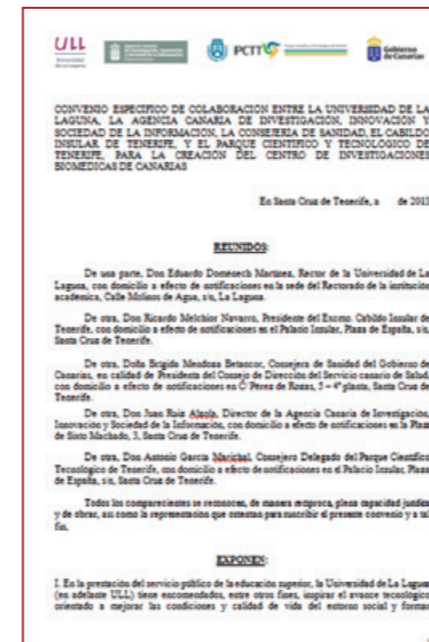 ULL
Universidad
de La Laguna
PCTT
Gobierno
de Canarias
CONVENIO ESPECIFICO DE COLABORACIÓN ENTRE LA UNIVERSIDAD DE LA
LAGUNA, LA AGENCIA CANARIA DE INVESTIGACIÓN, INNOVACIÓN Y
SOCIEDAD DE LA INFORMACIÓN, LA CONSEJERIA DE SANIDAD, EL CABILDO
INSULAR DE TENERIFE, Y EL PARQUE CIENTIFICO Y TECNOLOGICO DE
TENERIFE, PARA LA CREACIÓN DEL CENTRO DE INVESTIGACIONES
BIOMÉDICAS DE CANARIAS
En Santa Cruz de Tenerife, a de 2013
REUNIDOS:
De una parte, Don Eduardo Doménech Martínez, Rector de la Universidad de La
Laguna, con domicilio a efecto de notificaciones en la sede del Rectorado de la institución
académica, Calle Molinos de Agua, s/n, La Laguna.
De otra, Don Ricardo Melchior Navarro, Presidente del Excmo. Cabildo Insular de
Tenerife, con domicilio a efecto de notificaciones en el Palacio Insular, Plaza de España, s/n,
Santa Cruz de Tenerife.
De otra, Doña Brígida Mendoza Betancor, Consejera de Sanidad del Gobierno de
Canarias, en calidad de Presidenta del Consejo de Dirección del Servicio canario de Salud,
con domicilio a efecto de notificaciones en C/ Pérez de Rozas, 5 – 4ª planta, Santa Cruz de
Tenerife.
De otra, Don Juan Ruiz Alzola, Director de la Agencia Canaria de Investigación,
Innovación y Sociedad de la Información, con domicilio a efecto de notificaciones en la Plaza
de Sixto Machado, 3, Santa Cruz de Tenerife.
De otra, Don Antonio García Marichal, Consejero Delegado del Parque Científico
Tecnológico de Tenerife, con domicilio a efecto de notificaciones en el Palacio Insular, Plaza
de España, s/n, Santa Cruz de Tenerife.
Todos los comparecientes se reconocen, de manera recíproca, plena capacidad jurídica
y de obrar, así como la representación que ostentan para suscribir el presente convenio y a tal
fin,
EXPONEN:
I. En la prestación del servicio público de la educación superior, la Universidad de La Laguna
(en adelante ULL) tiene encomendados, entre otros fines, inspirar el avance tecnológico
orientado a mejorar las condiciones y calidad de vida del entorno social y formar